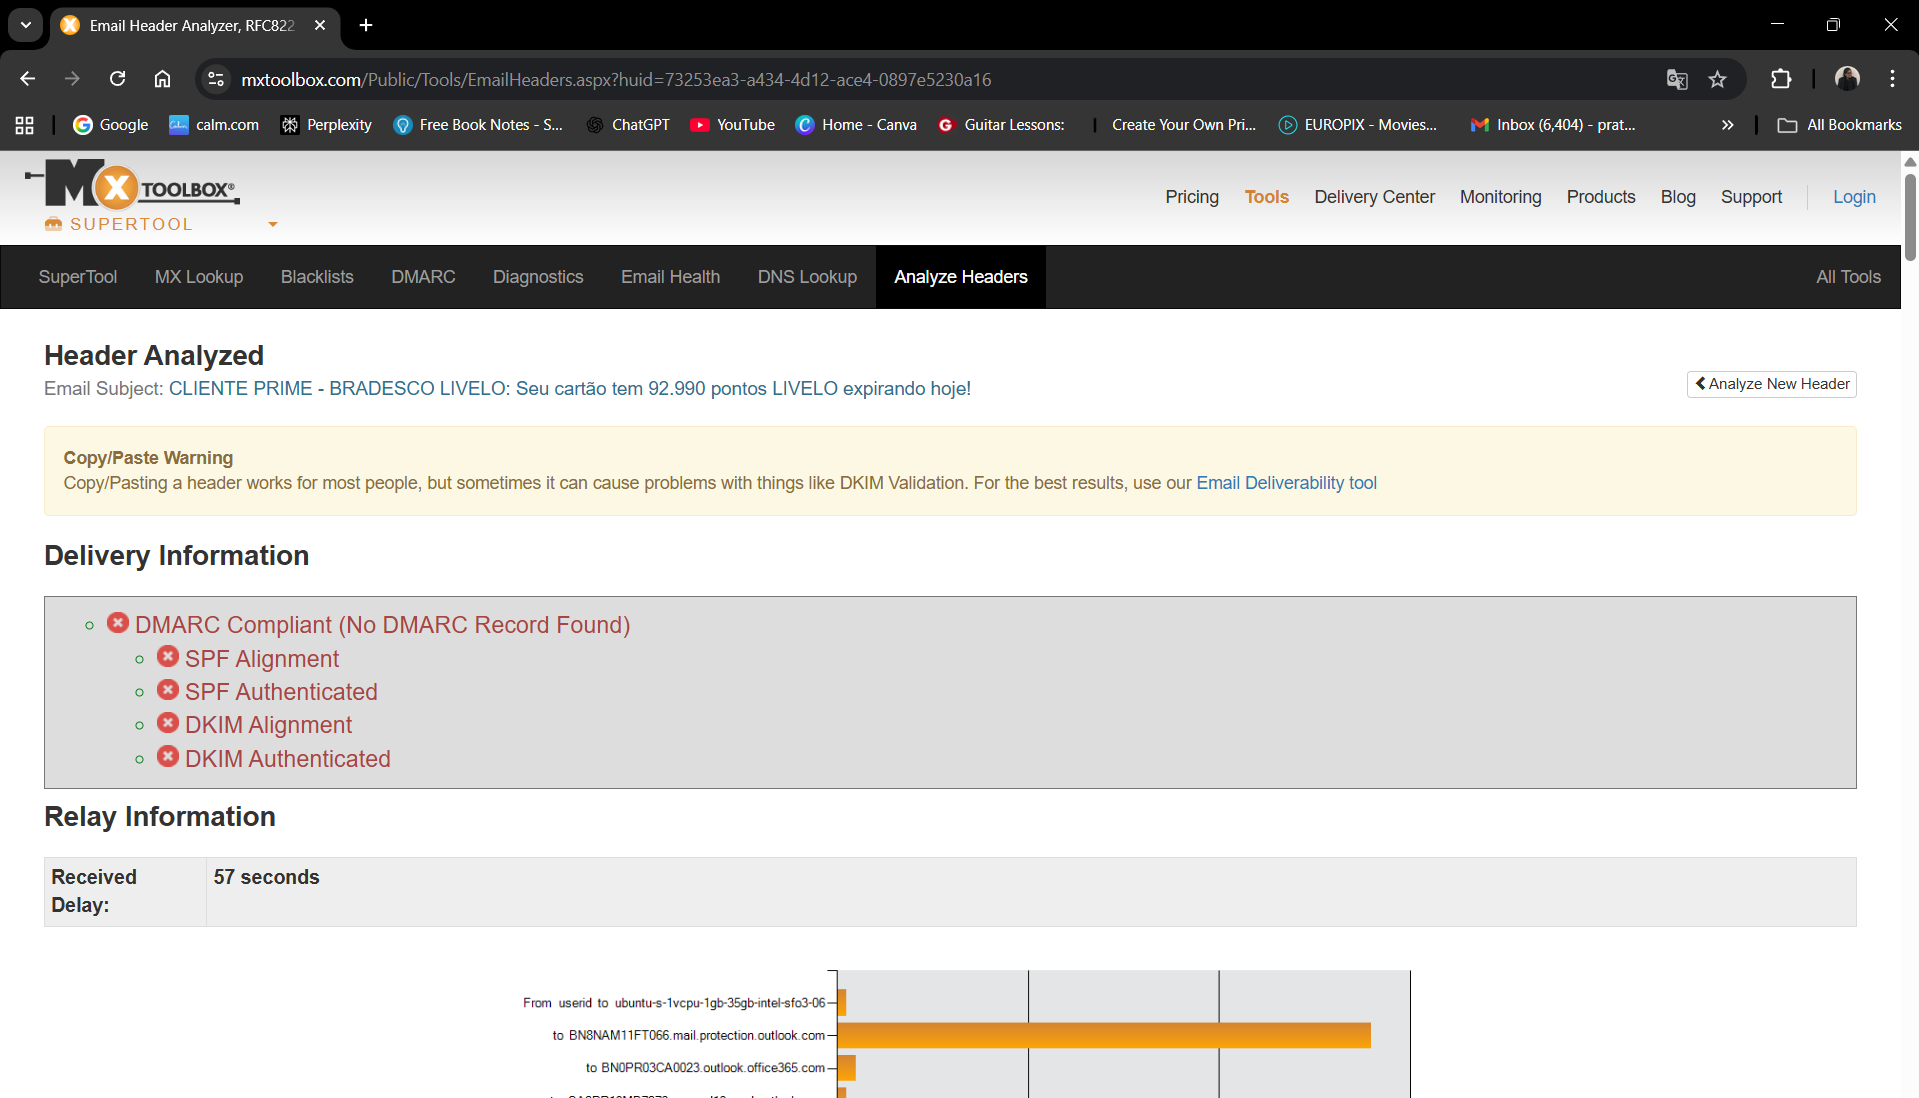 Email Header Analyzer, RFC822
mxtoolbox.com/Public/Tools/EmailHeaders.aspx?huid=73253ea3-a434-4d12-ace4-0897e5230a16
Google calm.com Perplexity Free Book Notes - S... ChatGPT YouTube Home - Canva Guitar Lessons: Create Your Own Pri... EUROPIX - Movies... Inbox (6,404) - prat... » All Bookmarks
MX TOOLBOX®
SUPERTOOL
Pricing Tools Delivery Center Monitoring Products Blog Support Login
SuperTool MX Lookup Blacklists DMARC Diagnostics Email Health DNS Lookup Analyze Headers All Tools
Header Analyzed
Email Subject: CLIENTE PRIME - BRADESCO LIVELO: Seu cartão tem 92.990 pontos LIVELO expirando hoje!
Analyze New Header
Copy/Paste Warning
Copy/Pasting a header works for most people, but sometimes it can cause problems with things like DKIM Validation. For the best results, use our Email Deliverability tool
Delivery Information
DMARC Compliant (No DMARC Record Found)
SPF Alignment
SPF Authenticated
DKIM Alignment
DKIM Authenticated
Relay Information
Received Delay: 57 seconds
From userid to ubuntu-s-1vcpu-1gb-35gb-intel-sfo3-06
to BN8NAM11FT066.mail.protection.outlook.com
to BN0PR03CA0023.outlook.office365.com